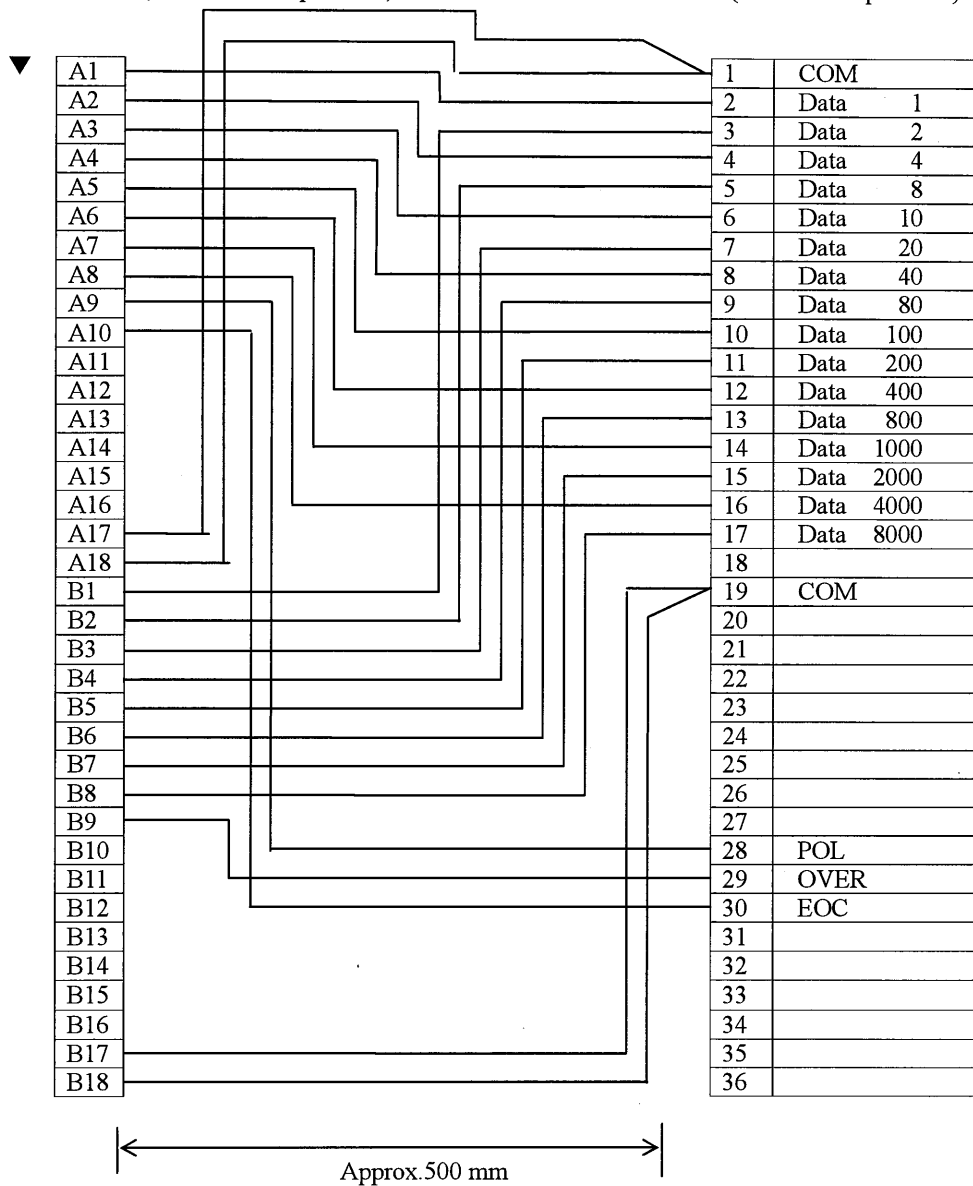 ▼
A1
A2
A3
A4
A5
A6
A7
A8
A9
A10
A11
A12
A13
A14
A15
A16
A17
A18
B1
B2
B3
B4
B5
B6
B7
B8
B9
B10
B11
B12
B13
B14
B15
B16
B17
B18
1 COM
2 Data 1
3 Data 2
4 Data 4
5 Data 8
6 Data 10
7 Data 20
8 Data 40
9 Data 80
10 Data 100
11 Data 200
12 Data 400
13 Data 800
14 Data 1000
15 Data 2000
16 Data 4000
17 Data 8000
18
19 COM
20
21
22
23
24
25
26
27
28 POL
29 OVER
30 EOC
31
32
33
34
35
36
Approx.500 mm